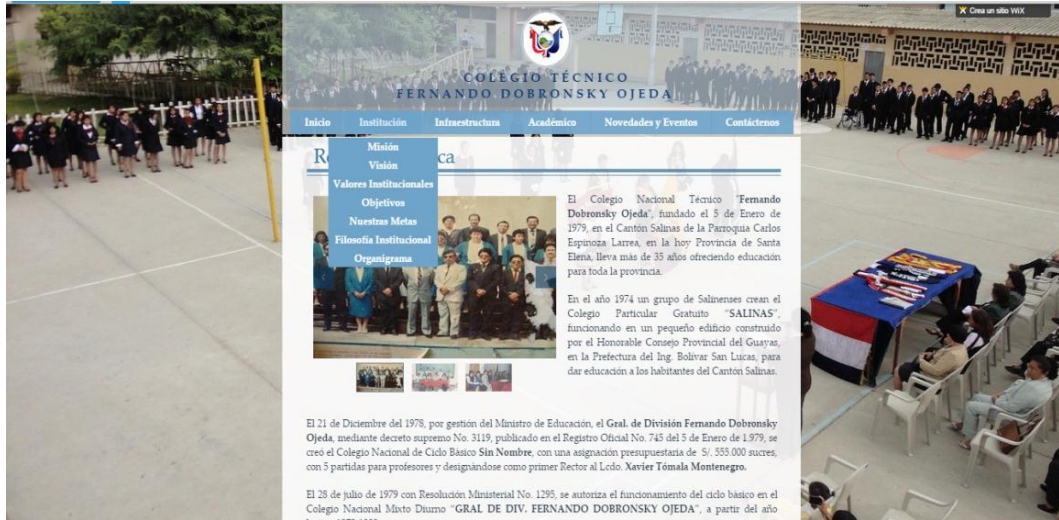 Crea un sitio WiX
COLEGIO TÉCNICO
FERNANDO DOBRONSKY OJEDA
Inicio Institución Infraestructura Académico Novedades y Eventos Contáctenos
Misión
Visión
Valores Institucionales
Objetivos
Nuestras Metas
Filosofía Institucional
Organigrama
El Colegio Nacional Técnico "Fernando
Dobronsky Ojeda", fundado el 5 de Enero de
1979, en el Cantón Salinas de la Parroquia Carlos
Espinoza Larrea, en la hoy Provincia de Santa
Elena, lleva más de 35 años ofreciendo educación
para toda la provincia.
En el año 1974 un grupo de Salinenses crean el
Colegio Particular Gratuito "SALINAS",
funcionando en un pequeño edificio construido
por el Honorable Consejo Provincial del Guayas,
en la Prefectura del Ing. Bolívar San Lucas, para
dar educación a los habitantes del Cantón Salinas.
El 21 de Diciembre del 1978, por gestión del Ministro de Educación, el Gral. de División Fernando Dobronsky
Ojeda, mediante decreto supremo No. 3119, publicado en el Registro Oficial No. 745 del 5 de Enero de 1.979, se
creó el Colegio Nacional de Ciclo Básico Sin Nombre, con una asignación presupuestaria de S/. 555.000 sucres,
con 5 partidas para profesores y designándose como primer Rector al Lcdo. Xavier Tómala Montenegro.
El 28 de julio de 1979 con Resolución Ministerial No. 1295, se autoriza el funcionamiento del ciclo básico en el
Colegio Nacional Mixto Diurno "GRAL DE DIV. FERNANDO DOBRONSKY OJEDA", a partir del año